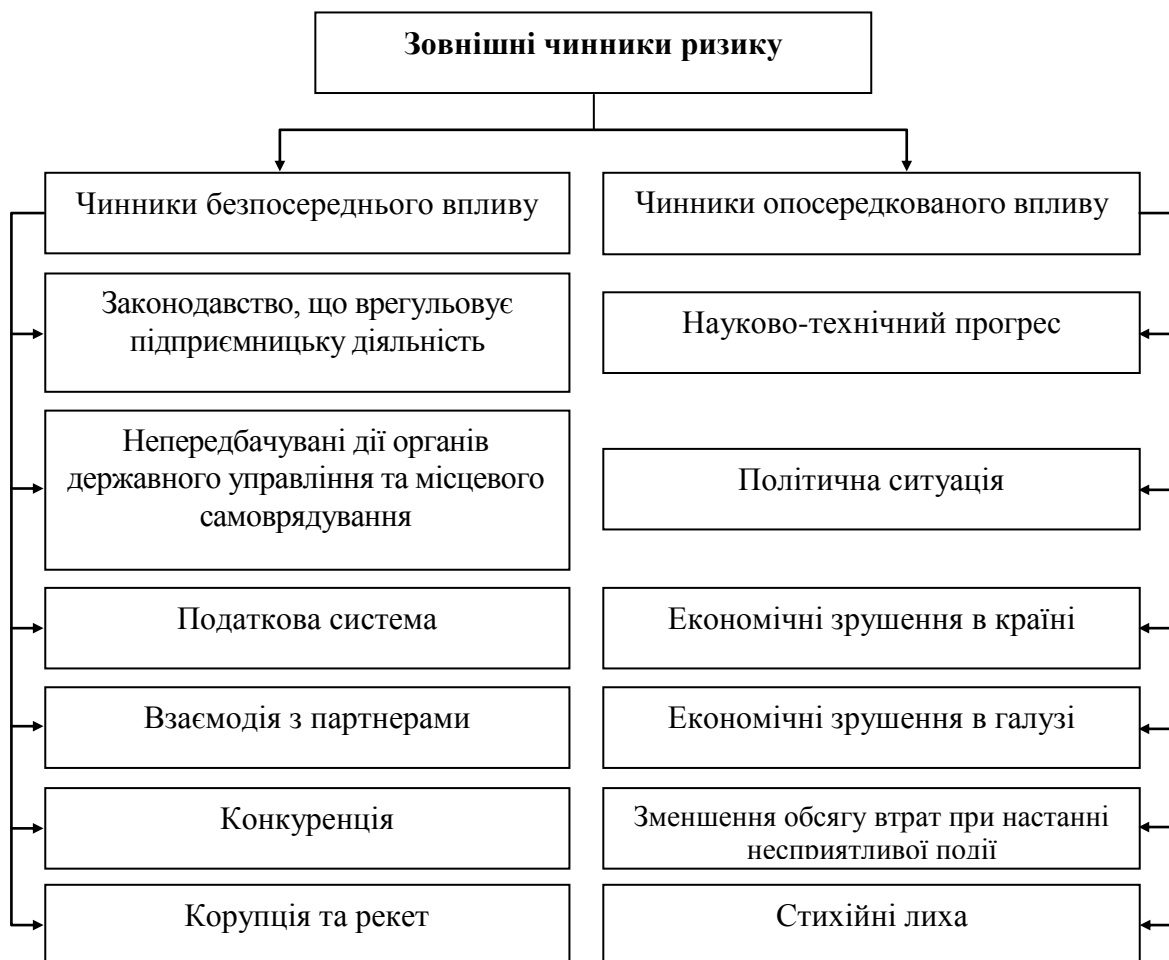 Зовнішні чинники ризику
Чинники безпосереднього впливу
Чинники опосередкованого впливу
Законодавство, що врегульовує
підприємницьку діяльність
Науково-технічний прогрес
Непередбачувані дії органів
державного управління та місцевого
самоврядування
Політична ситуація
Податкова система
Економічні зрушення в країні
Взаємодія з партнерами
Економічні зрушення в галузі
Конкуренція
Зменшення обсягу втрат при настанні
несприятливої події
Корупція та рекет
Стихійні лиха